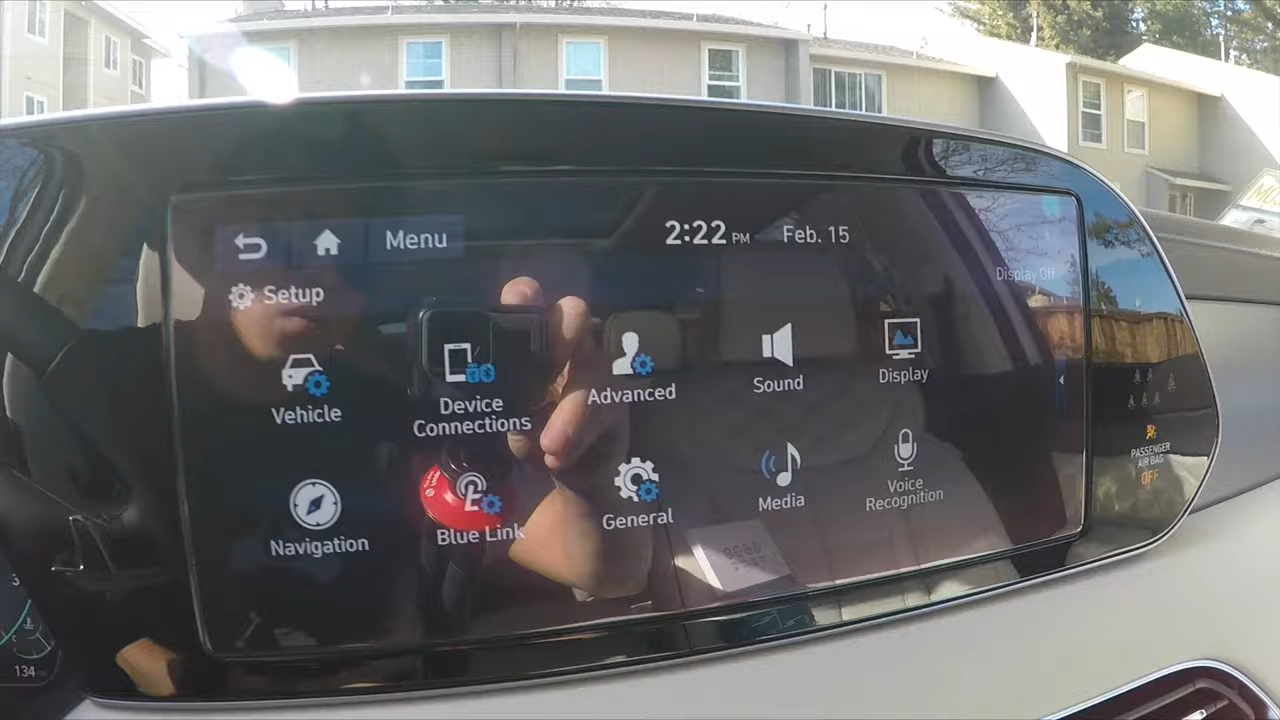 Menu
2:22 PM
Feb. 15
Display Off
Setup
Vehicle
Device
Connections
Advanced
Sound
Display
Navigation
Blue Link
General
Media
Voice
Recognition
PASSENGER
AIR BAG
OFF
134